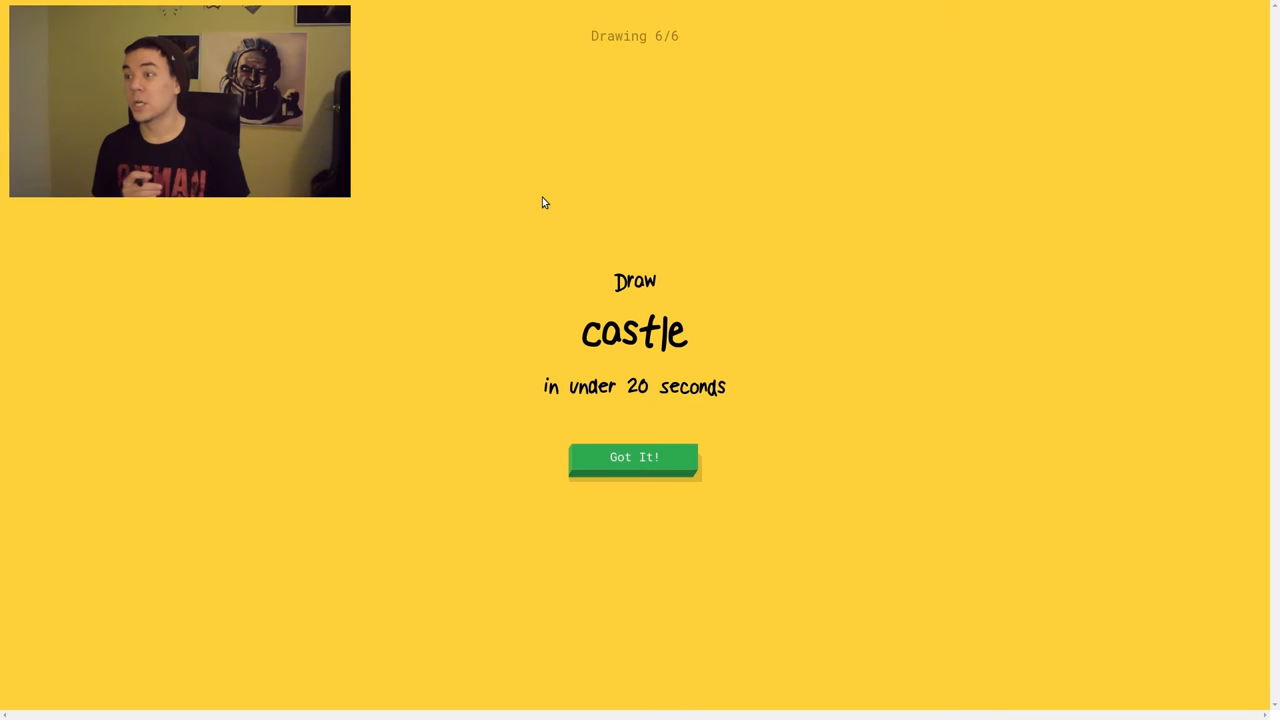 Drawing 6/6
Draw
castle
in under 20 seconds
Got It!